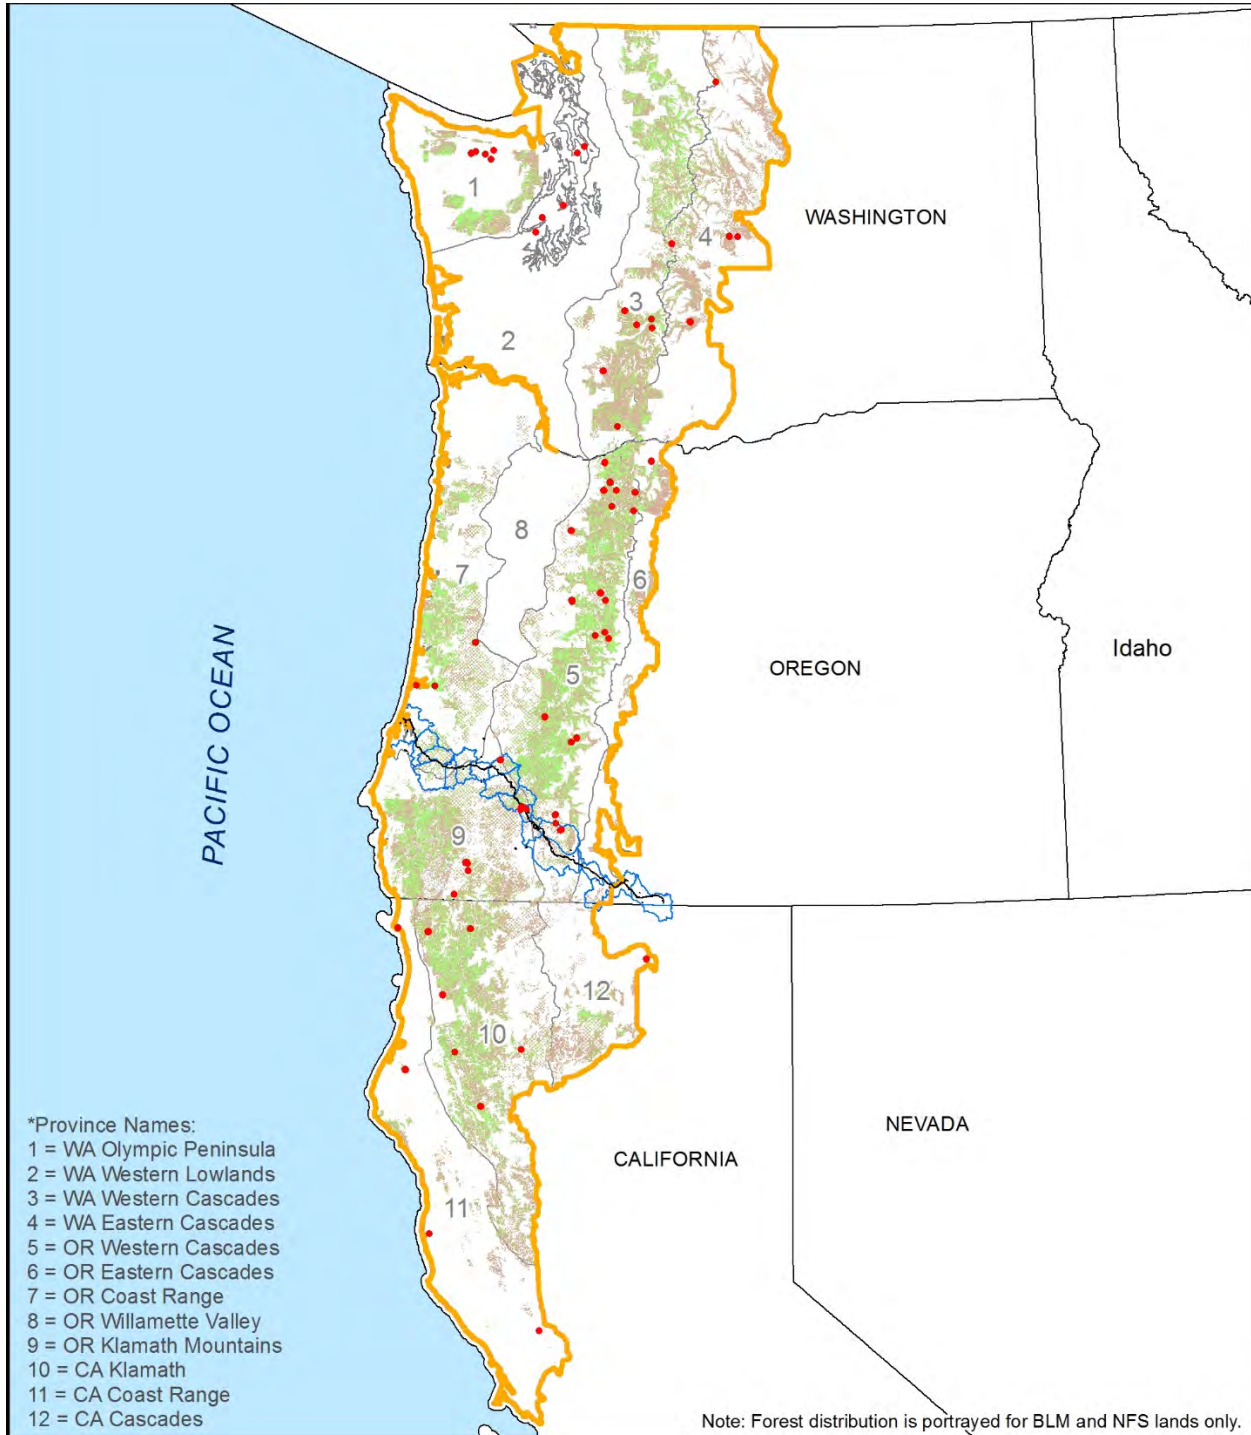 WASHINGTON
1
4
3
2
8
7
6
PACIFIC OCEAN
OREGON
Idaho
5
9
12
10
NEVADA
CALIFORNIA
11
*Province Names:
1 = WA Olympic Peninsula
2 = WA Western Lowlands
3 = WA Western Cascades
4 = WA Eastern Cascades
5 = OR Western Cascades
6 = OR Eastern Cascades
7 = OR Coast Range
8 = OR Willamette Valley
9 = OR Klamath Mountains
10 = CA Klamath
11 = CA Coast Range
12 = CA Cascades
Note: Forest distribution is portrayed for BLM and NFS lands only.